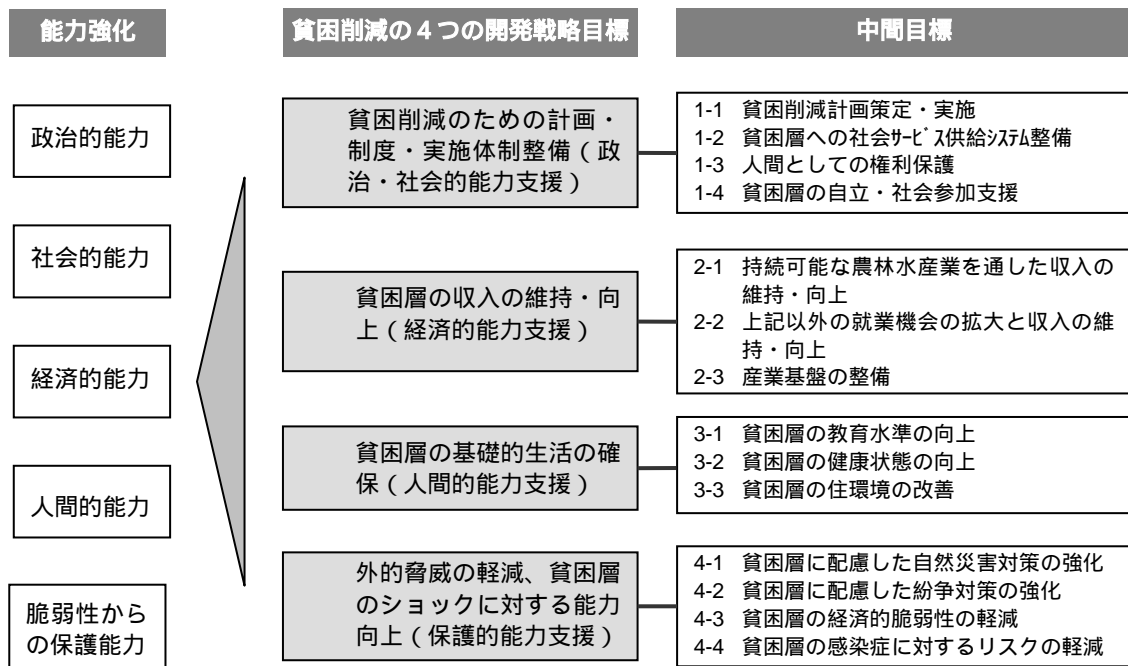 能力強化
貧困削減の４つの開発戦略目標
中間目標
政治的能力
社会的能力
経済的能力
人間的能力
脆弱性から
の保護能力
貧困削減のための計画・
制度・実施体制整備（政
治・社会的能力支援）
1-1 貧困削減計画策定・実施
1-2 貧困層への社会ｻｰﾋﾞｽ供給ｼｽﾃﾑ整備
1-3 人間としての権利保護
1-4 貧困層の自立・社会参加支援
貧困層の収入の維持・向
上（経済的能力支援）
2-1 持続可能な農林水産業を通した収入の
維持・向上
2-2 上記以外の就業機会の拡大と収入の維
持・向上
2-3 産業基盤の整備
貧困層の基礎的生活の確
保（人間的能力支援）
3-1 貧困層の教育水準の向上
3-2 貧困層の健康状態の向上
3-3 貧困層の住環境の改善
外的脅威の軽減、貧困層
のショックに対する能力
向上（保護的能力支援）
4-1 貧困層に配慮した自然災害対策の強化
4-2 貧困層に配慮した紛争対策の強化
4-3 貧困層の経済的脆弱性の軽減
4-4 貧困層の感染症に対するリスクの軽減